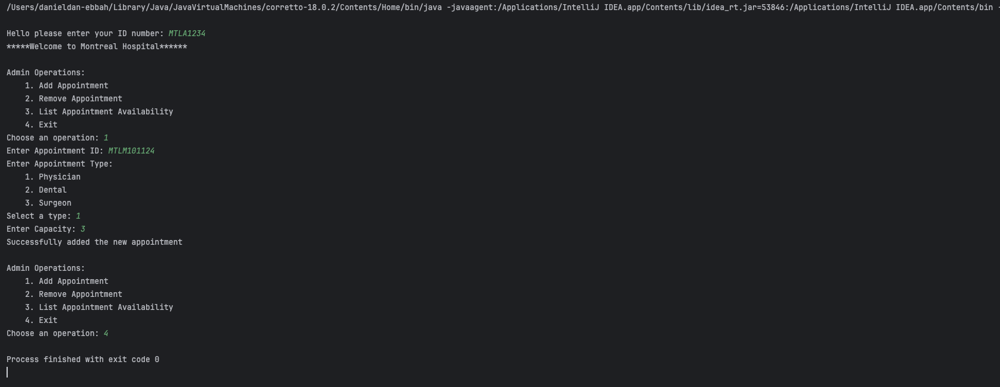 /Users/danieldan-ebbah/Library/Java/JavaVirtualMachines/corretto-18.0.2/Contents/Home/bin/java -javaagent:/Applications/IntelliJ IDEA.app/Contents/lib/idea_rt.jar=53846:/Applications/IntelliJ IDEA.app/Contents/bin -
Hello please enter your ID number: MTLA1234
*****Welcome to Montreal Hospital******
Admin Operations:
    1. Add Appointment
    2. Remove Appointment
    3. List Appointment Availability
    4. Exit
Choose an operation: 1
Enter Appointment ID: MTLM101124
Enter Appointment Type:
    1. Physician
    2. Dental
    3. Surgeon
Select a type: 1
Enter Capacity: 3
Successfully added the new appointment
Admin Operations:
    1. Add Appointment
    2. Remove Appointment
    3. List Appointment Availability
    4. Exit
Choose an operation: 4
Process finished with exit code 0